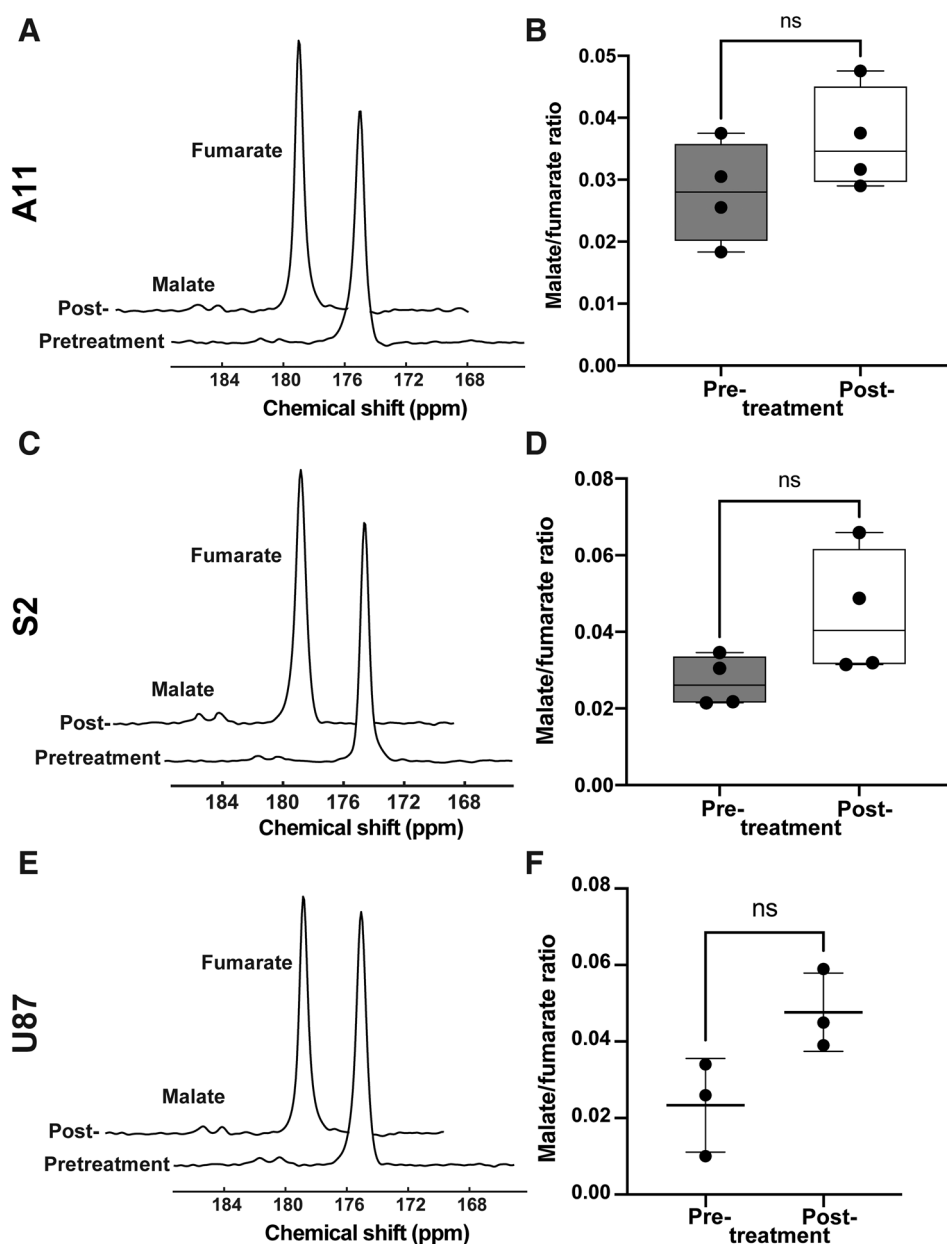 A
A11
Fumarate
Malate
Post-
Pretreatment
184 179 176 172 168
Chemical shift (ppm)
B
ns
Malate/fumarate ratio
0.05
0.04
0.03
0.02
0.01
0.00
Pre- Post-
treatment
C
S2
Fumarate
Malate
Post-
Pretreatment
184 179 176 172 168
Chemical shift (ppm)
D
ns
Malate/fumarate ratio
0.08
0.06
0.04
0.02
0.00
Pre- Post-
treatment
E
U87
Fumarate
Malate
Post-
Pretreatment
184 179 176 172 168
Chemical shift (ppm)
F
ns
Malate/fumarate ratio
0.08
0.06
0.04
0.02
0.00
Pre- Post-
treatment